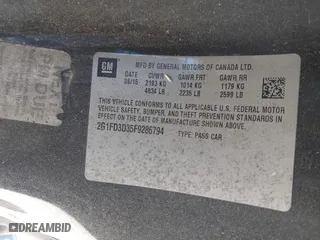 GM
MFD BY GENERAL MOTORS OF CANADA LTD.
DATE GVWR GAWR FRT GAWR RR
06/15 2193 KG 1014 KG 1179 KG
4834 LB 2235 LB 2599 LB
THIS VEHICLE CONFORMS TO ALL APPLICABLE U.S. FEDERAL MOTOR
VEHICLE SAFETY, BUMPER, AND THEFT PREVENTION STANDARDS
IN EFFECT ON THE DATE OF MANUFACTURE SHOWN ABOVE.
2G1FD3D35F9286794 TYPE: PASS CAR
DREAMBID